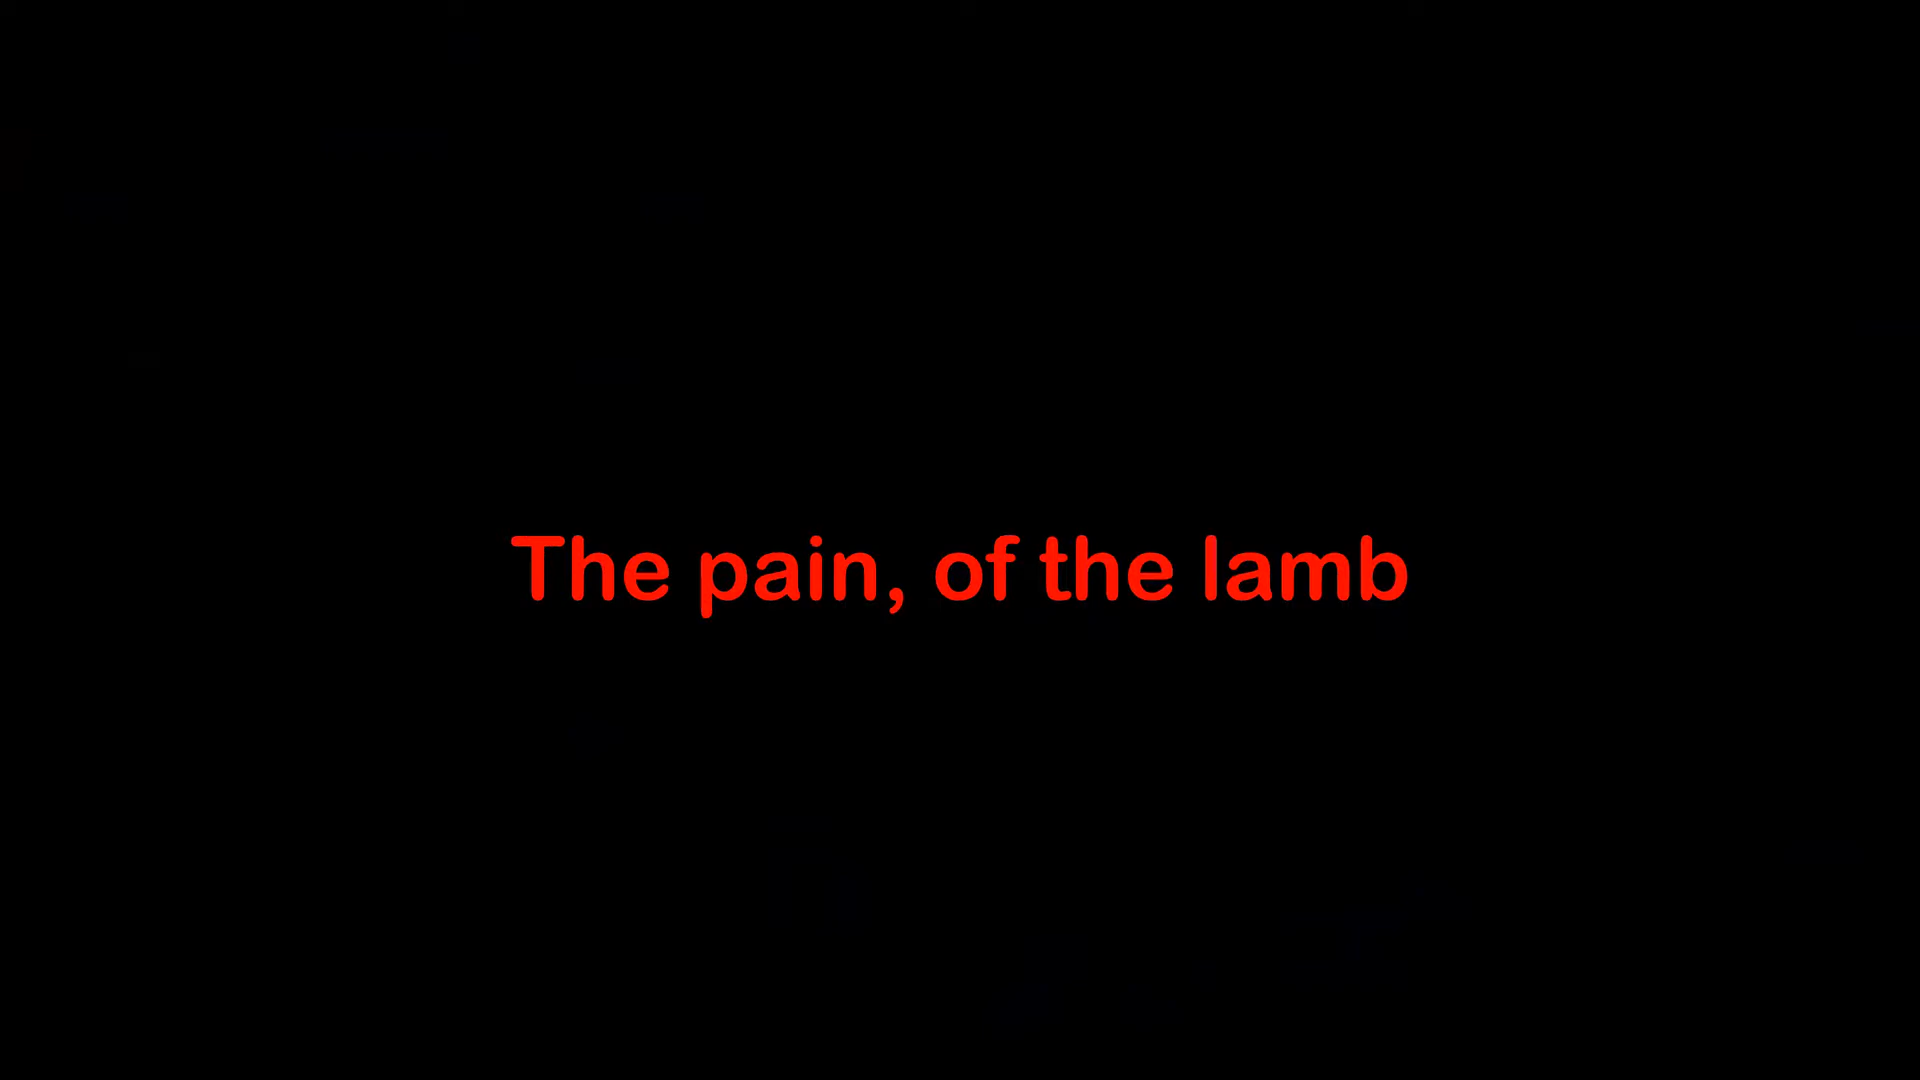 The pain, of the lamb